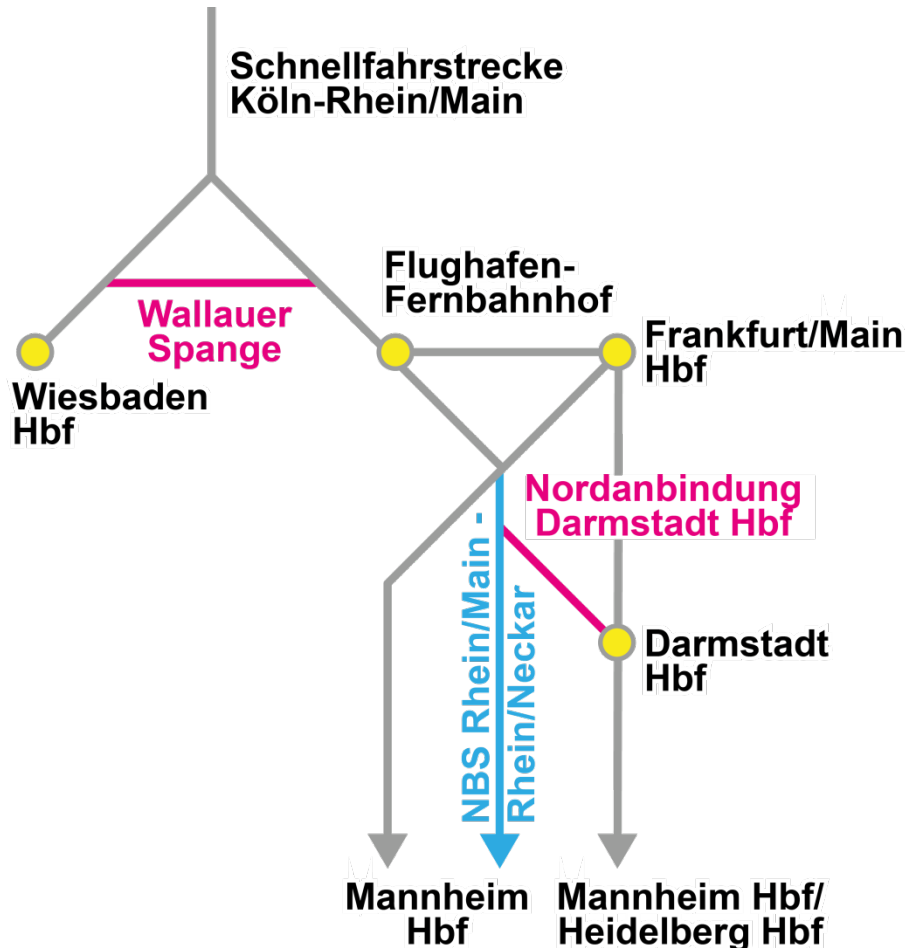 Schnellfahrstrecke
Köln-Rhein/Main
Flughafen-
Fernbahnhof
Wallauer
Spange
Frankfurt/Main
Hbf
Wiesbaden
Hbf
Nordanbindung
Darmstadt Hbf
NBS Rhein/Main -
Rhein/Neckar
Darmstadt
Hbf
Mannheim
Hbf
Mannheim Hbf/
Heidelberg Hbf